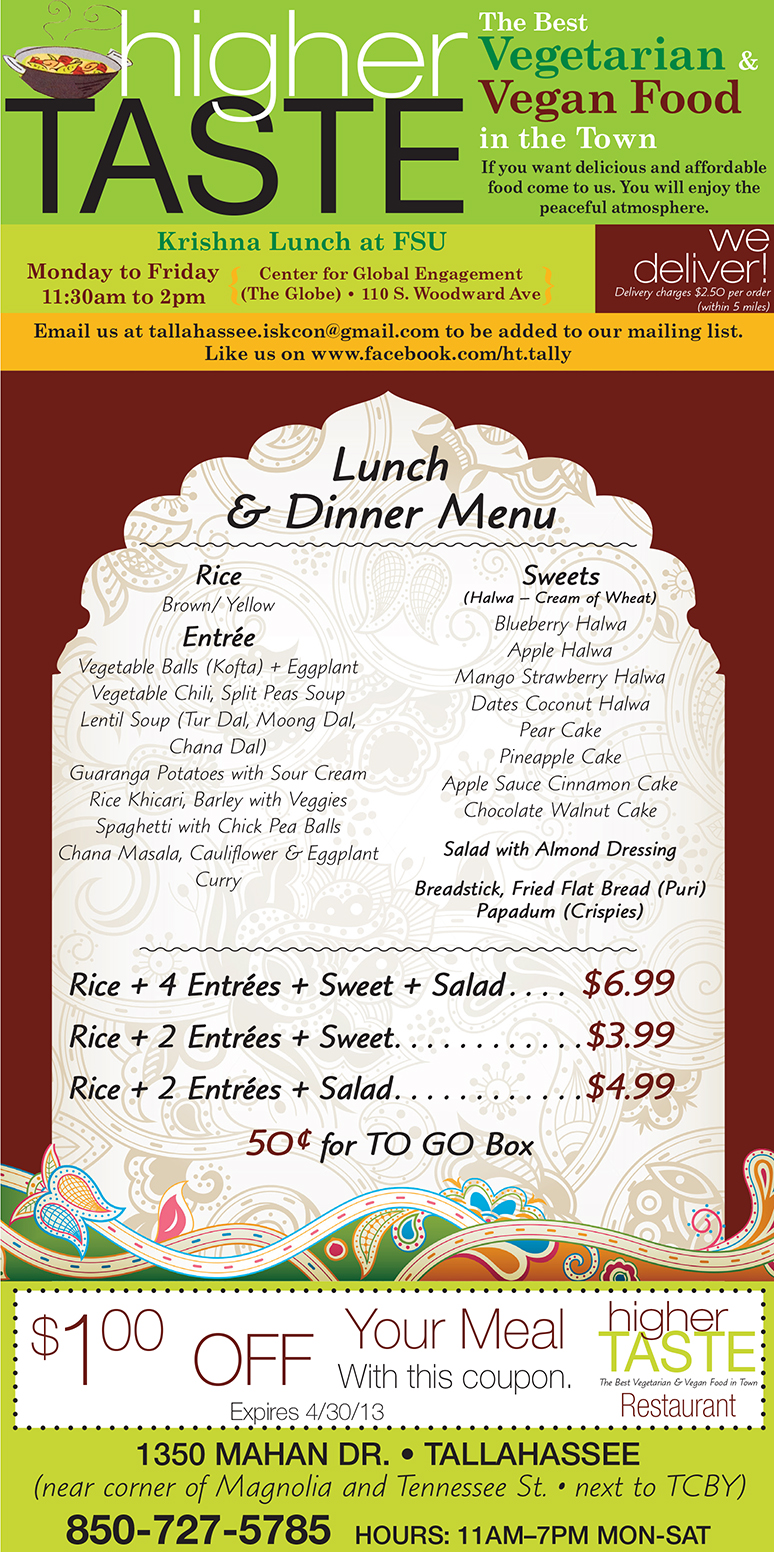 higher
TASTE
The Best
Vegetarian &
Vegan Food
in the Town
If you want delicious and affordable
food come to us. You will enjoy the
peaceful atmosphere.
Krishna Lunch at FSU
Monday to Friday
11:30am to 2pm
Center for Global Engagement
(The Globe) • 110 S. Woodward Ave
we
deliver!
Delivery charges $2.50 per order
(within 5 miles)
Email us at tallahassee.iskcon@gmail.com to be added to our mailing list.
Like us on www.facebook.com/ht.tally
Lunch
& Dinner Menu
Rice
Brown/ Yellow
Entrée
Vegetable Balls (Kofta) + Eggplant
Vegetable Chili, Split Peas Soup
Lentil Soup (Tur Dal, Moong Dal,
Chana Dal)
Guaranga Potatoes with Sour Cream
Rice Khicari, Barley with Veggies
Spaghetti with Chick Pea Balls
Chana Masala, Cauliflower & Eggplant
Curry
Sweets
(Halwa – Cream of Wheat)
Blueberry Halwa
Apple Halwa
Mango Strawberry Halwa
Dates Coconut Halwa
Pear Cake
Pineapple Cake
Apple Sauce Cinnamon Cake
Chocolate Walnut Cake
Salad with Almond Dressing
Breadstick, Fried Flat Bread (Puri)
Papadum (Crispies)
Rice + 4 Entrées + Sweet + Salad.... $6.99
Rice + 2 Entrées + Sweet............$3.99
Rice + 2 Entrées + Salad............$4.99
50¢ for TO GO Box
$100 OFF
Your Meal
With this coupon.
Expires 4/30/13
higher
TASTE
The Best Vegetarian & Vegan Food in Town
Restaurant
1350 MAHAN DR. • TALLAHASSEE
(near corner of Magnolia and Tennessee St. • next to TCBY)
850-727-5785 HOURS: 11AM–7PM MON-SAT